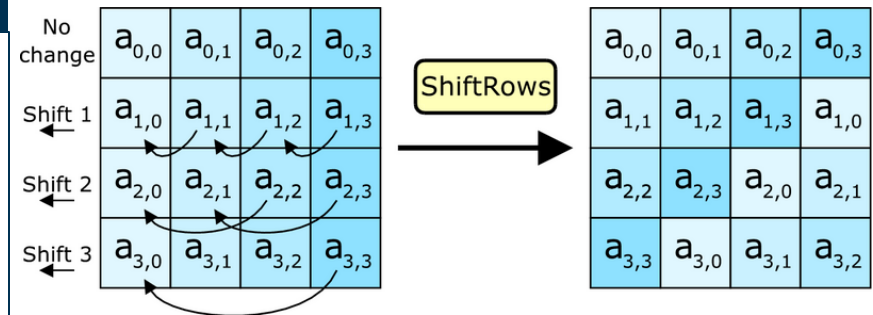 No change a0,0 a0,1 a0,2 a0,3
Shift 1 a1,0 a1,1 a1,2 a1,3
Shift 2 a2,0 a2,1 a2,2 a2,3
Shift 3 a3,0 a3,1 a3,2 a3,3
ShiftRows
a0,0 a0,1 a0,2 a0,3
a1,1 a1,2 a1,3 a1,0
a2,2 a2,3 a2,0 a2,1
a3,3 a3,0 a3,1 a3,2